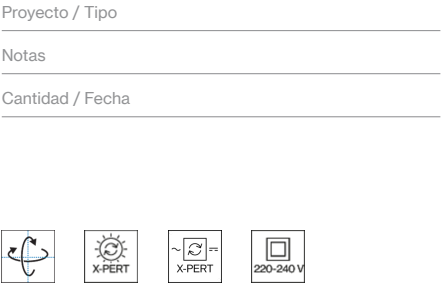 Proyecto / Tipo
Notas
Cantidad / Fecha
X-PERT
X-PERT
220-240 V